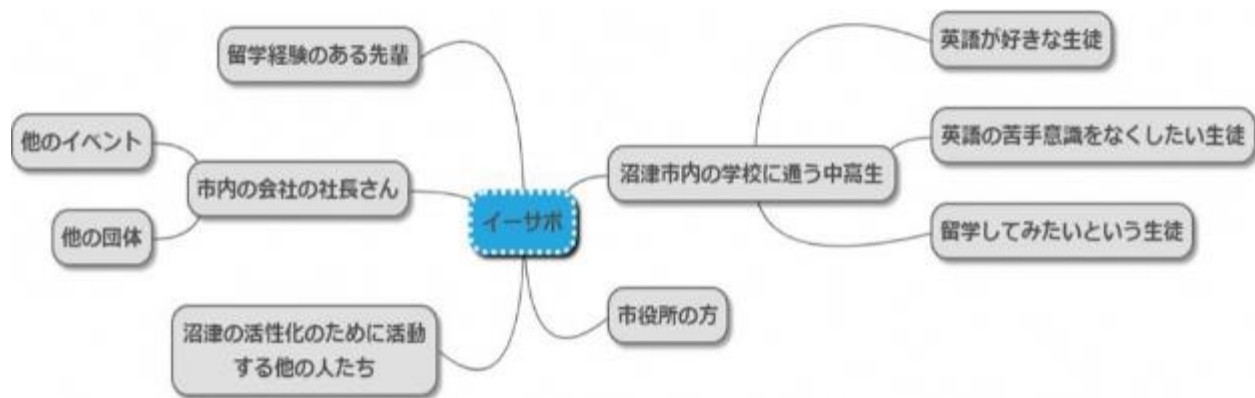 留学経験のある先輩
他のイベント
市内の会社の社長さん
他の団体
沼津の活性化のために活動
する他の人たち
イーサポ
沼津市内の学校に通う中高生
英語が好きな生徒
英語の苦手意識をなくしたい生徒
留学してみたいという生徒
市役所の方